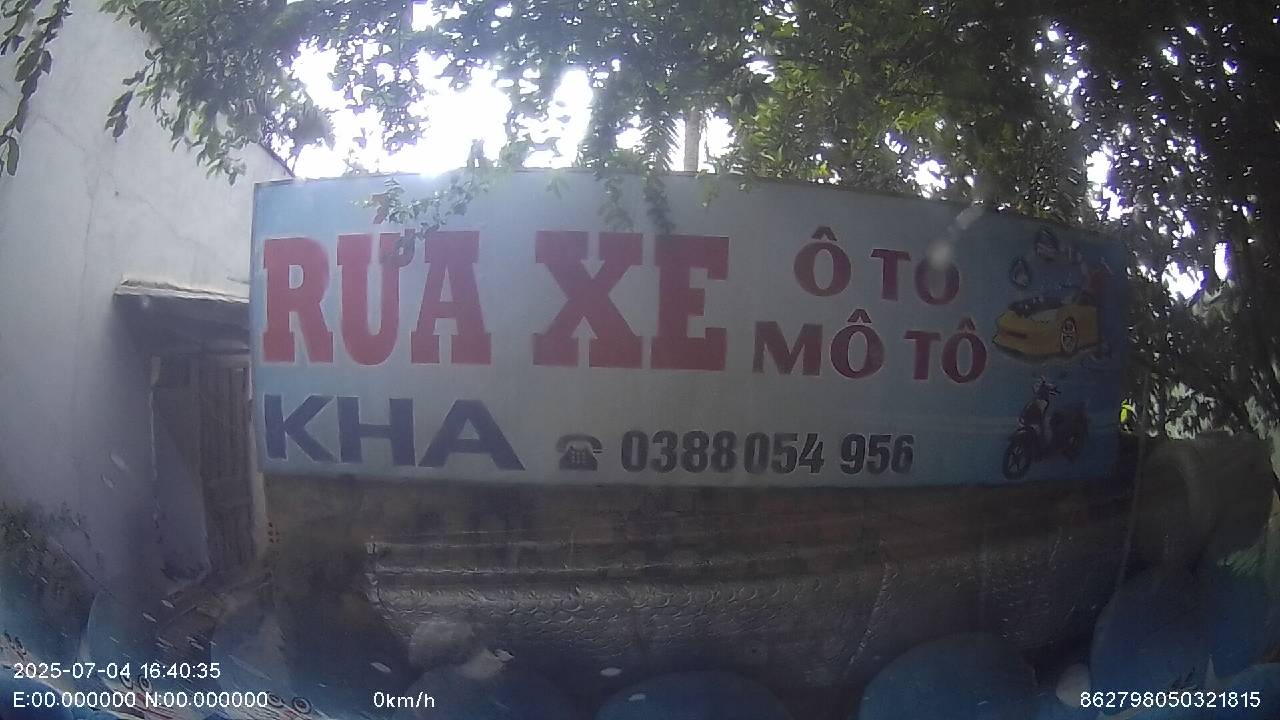 RỬA XE Ô TÔ
MÔ TÔ
KHA ☎ 0388 054 956
2025-07-04 16:40:35
E:00.000000 N:00.000000 0km/h 862798050321815